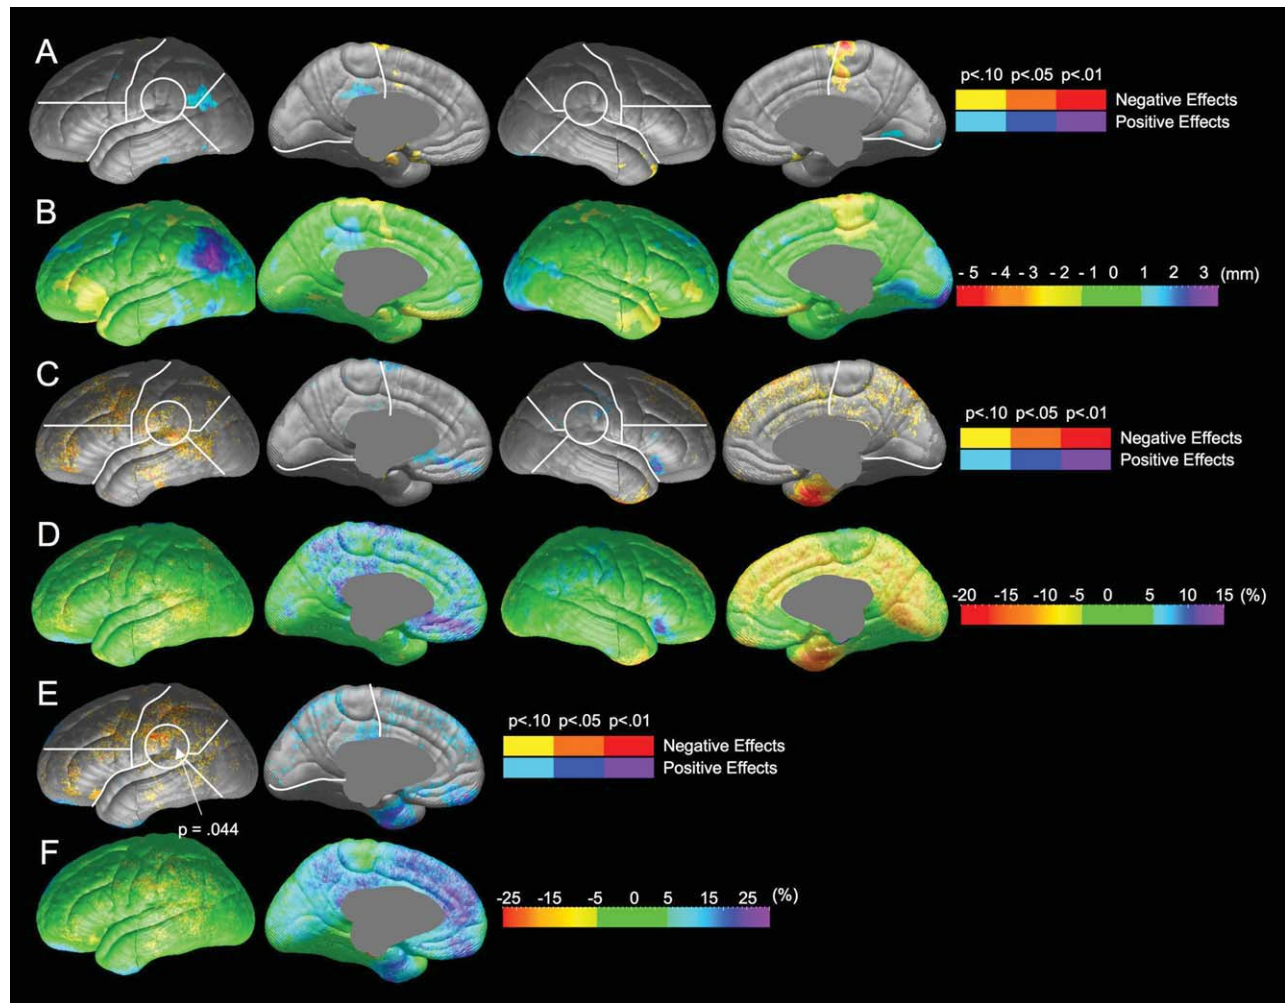 A
p<.10 p<.05 p<.01
Negative Effects
Positive Effects
B
- 5 - 4 - 3 - 2 - 1 0 1 2 3 (mm)
C
p<.10 p<.05 p<.01
Negative Effects
Positive Effects
D
-20 -15 -10 -5 0 5 10 15 (%)
E
p<.10 p<.05 p<.01
Negative Effects
Positive Effects
p = .044
F
-25 -15 -5 0 5 15 25 (%)